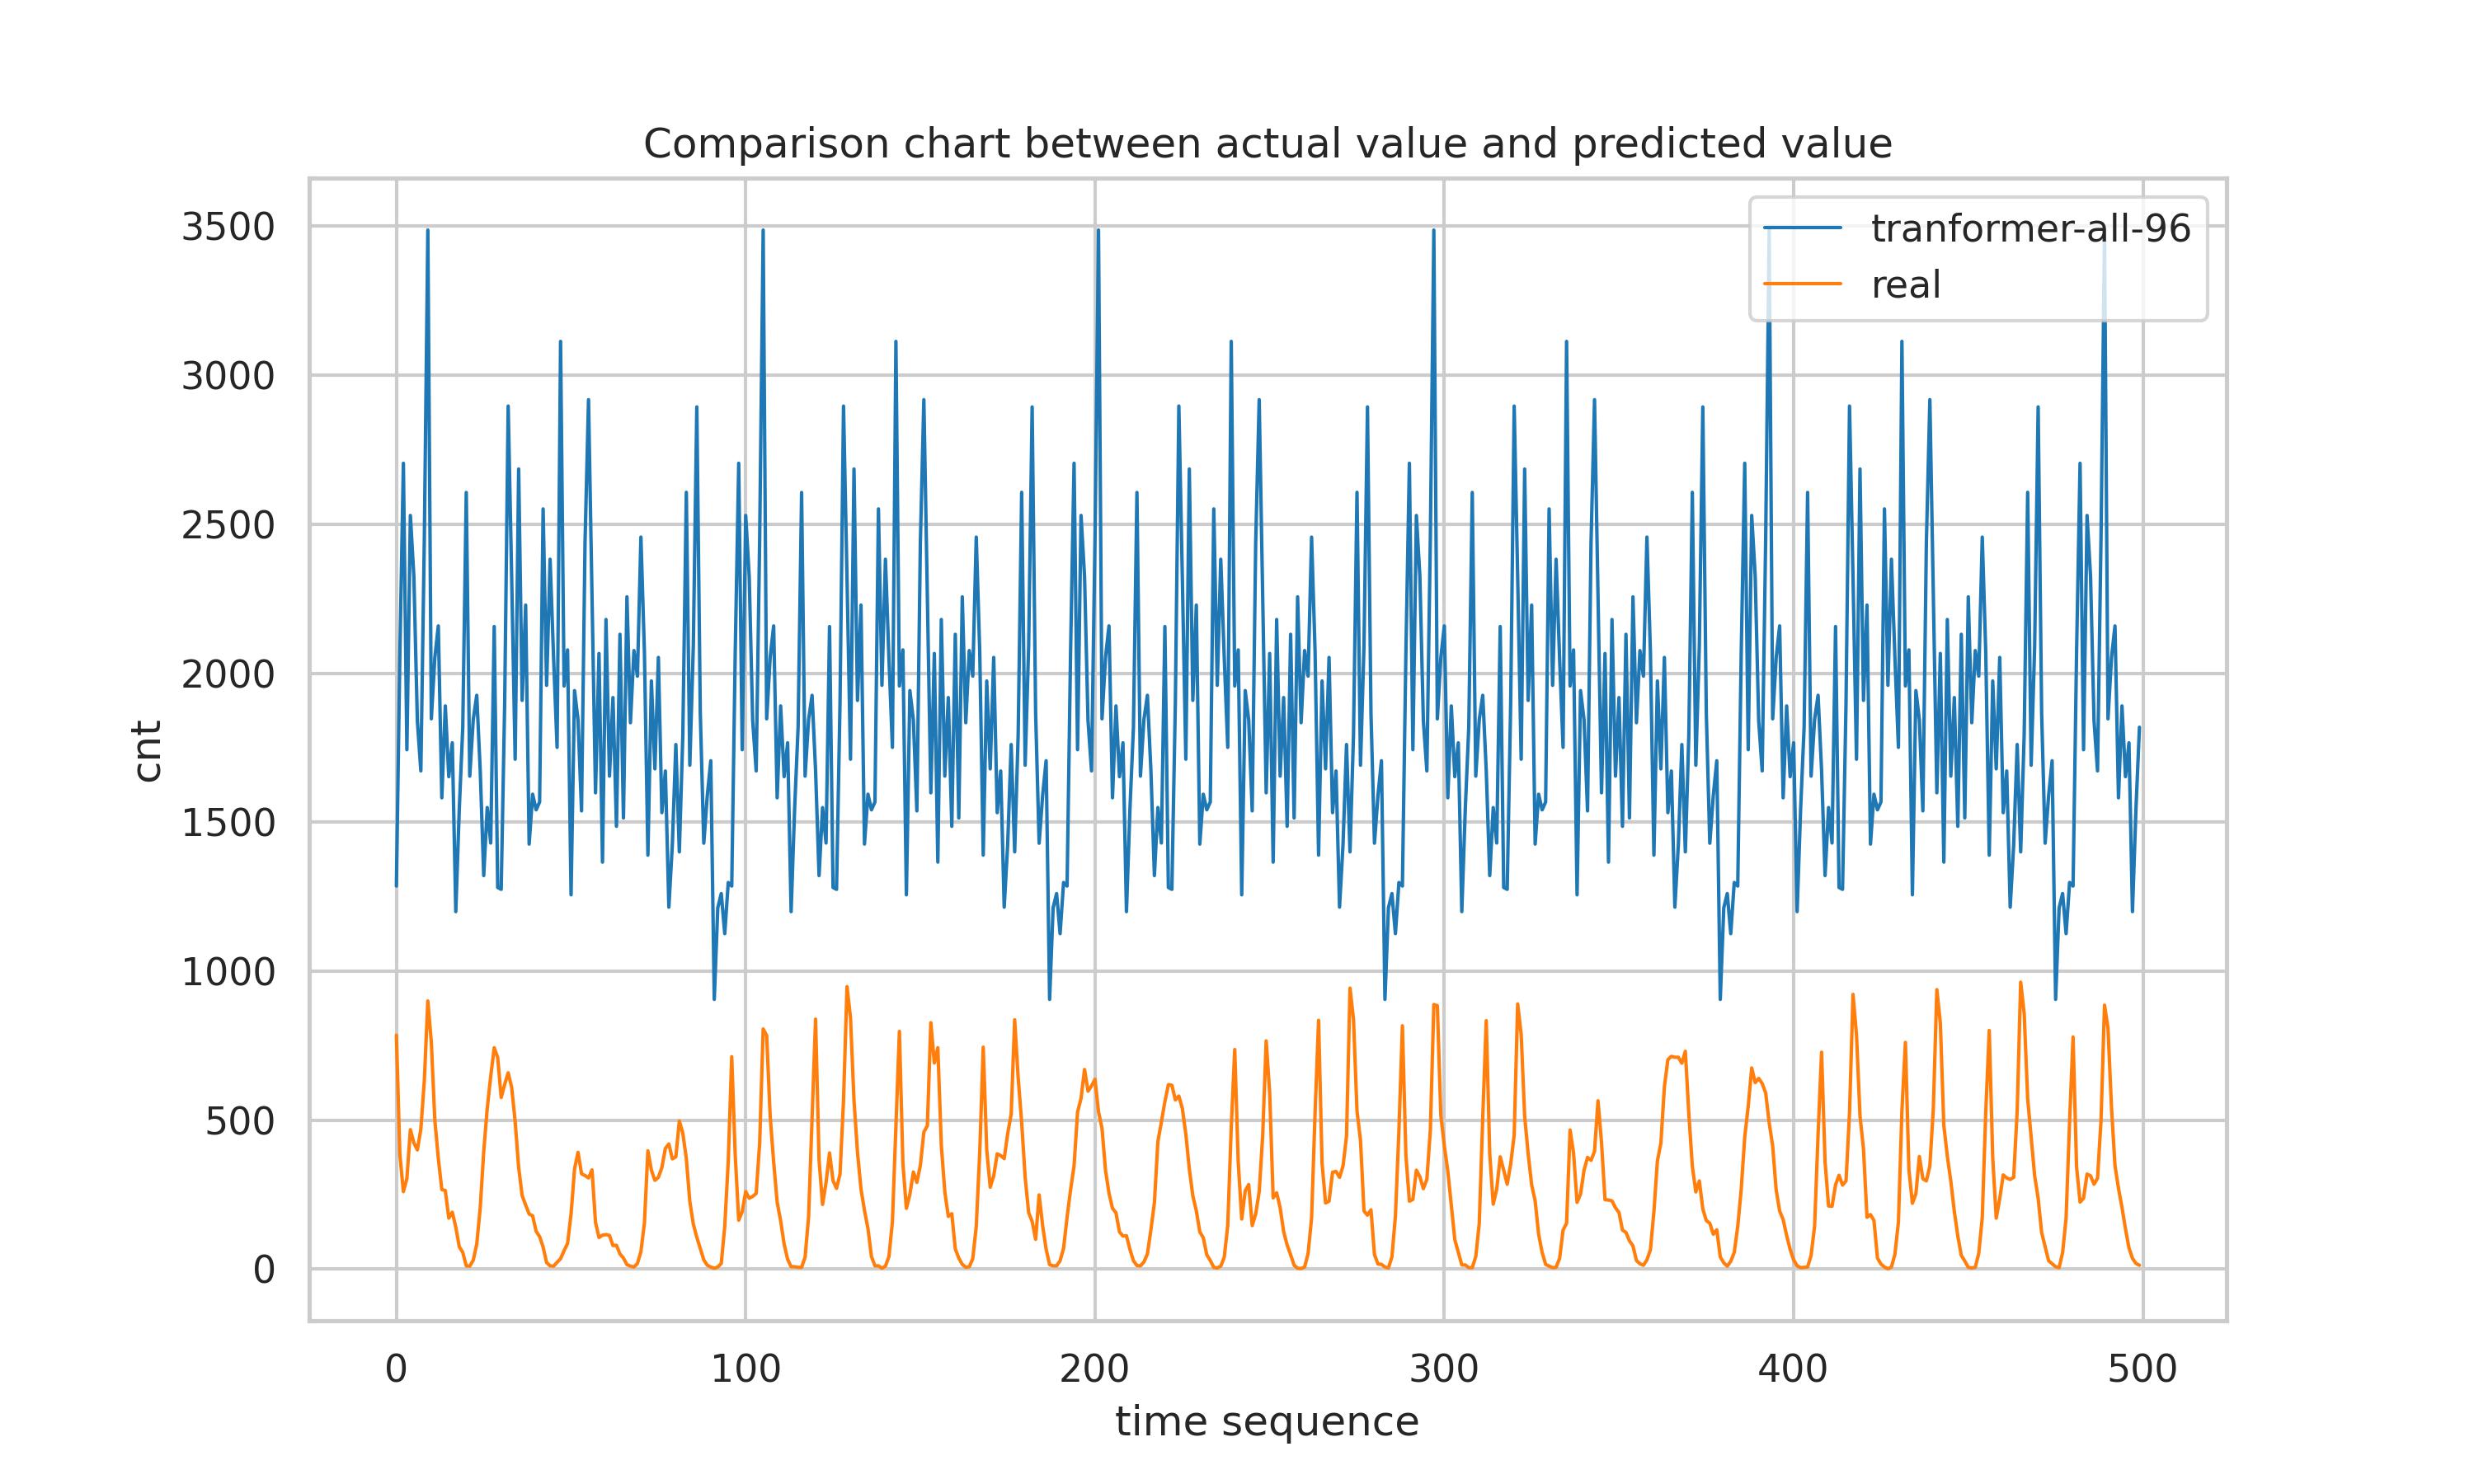 Comparison chart between actual value and predicted value
tranformer-all-96
real
3500
3000
2500
2000
1500
1000
500
0
cnt
0 100 200 300 400 500
time sequence